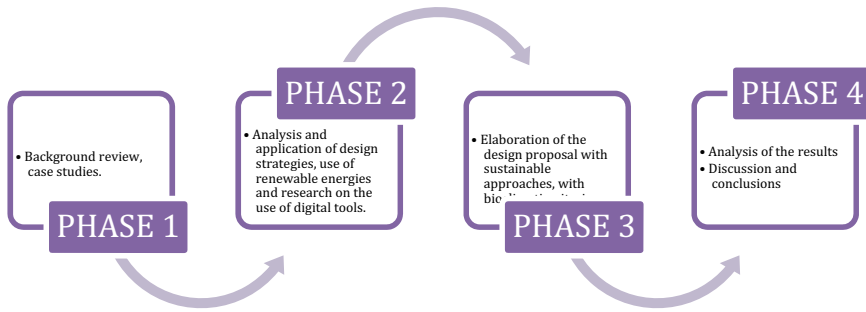 • Background review,
case studies.
PHASE 1
PHASE 2
• Analysis and
application of design
strategies, use of
renewable energies
and research on the
use of digital tools.
• Elaboration of the
design proposal with
sustainable
approaches, with
PHASE 3
PHASE 4
• Analysis of the results
• Discussion and
conclusions